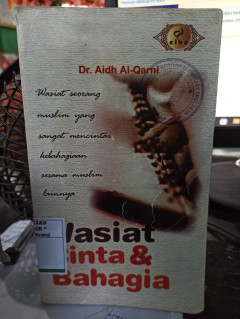 Dr. Aidh Al-Qarni
Wasiat seorang
muslim yang
sangat mencintai
kebahagiaan
sesama muslim
lainnya
Wasiat
Cinta &
Bahagia